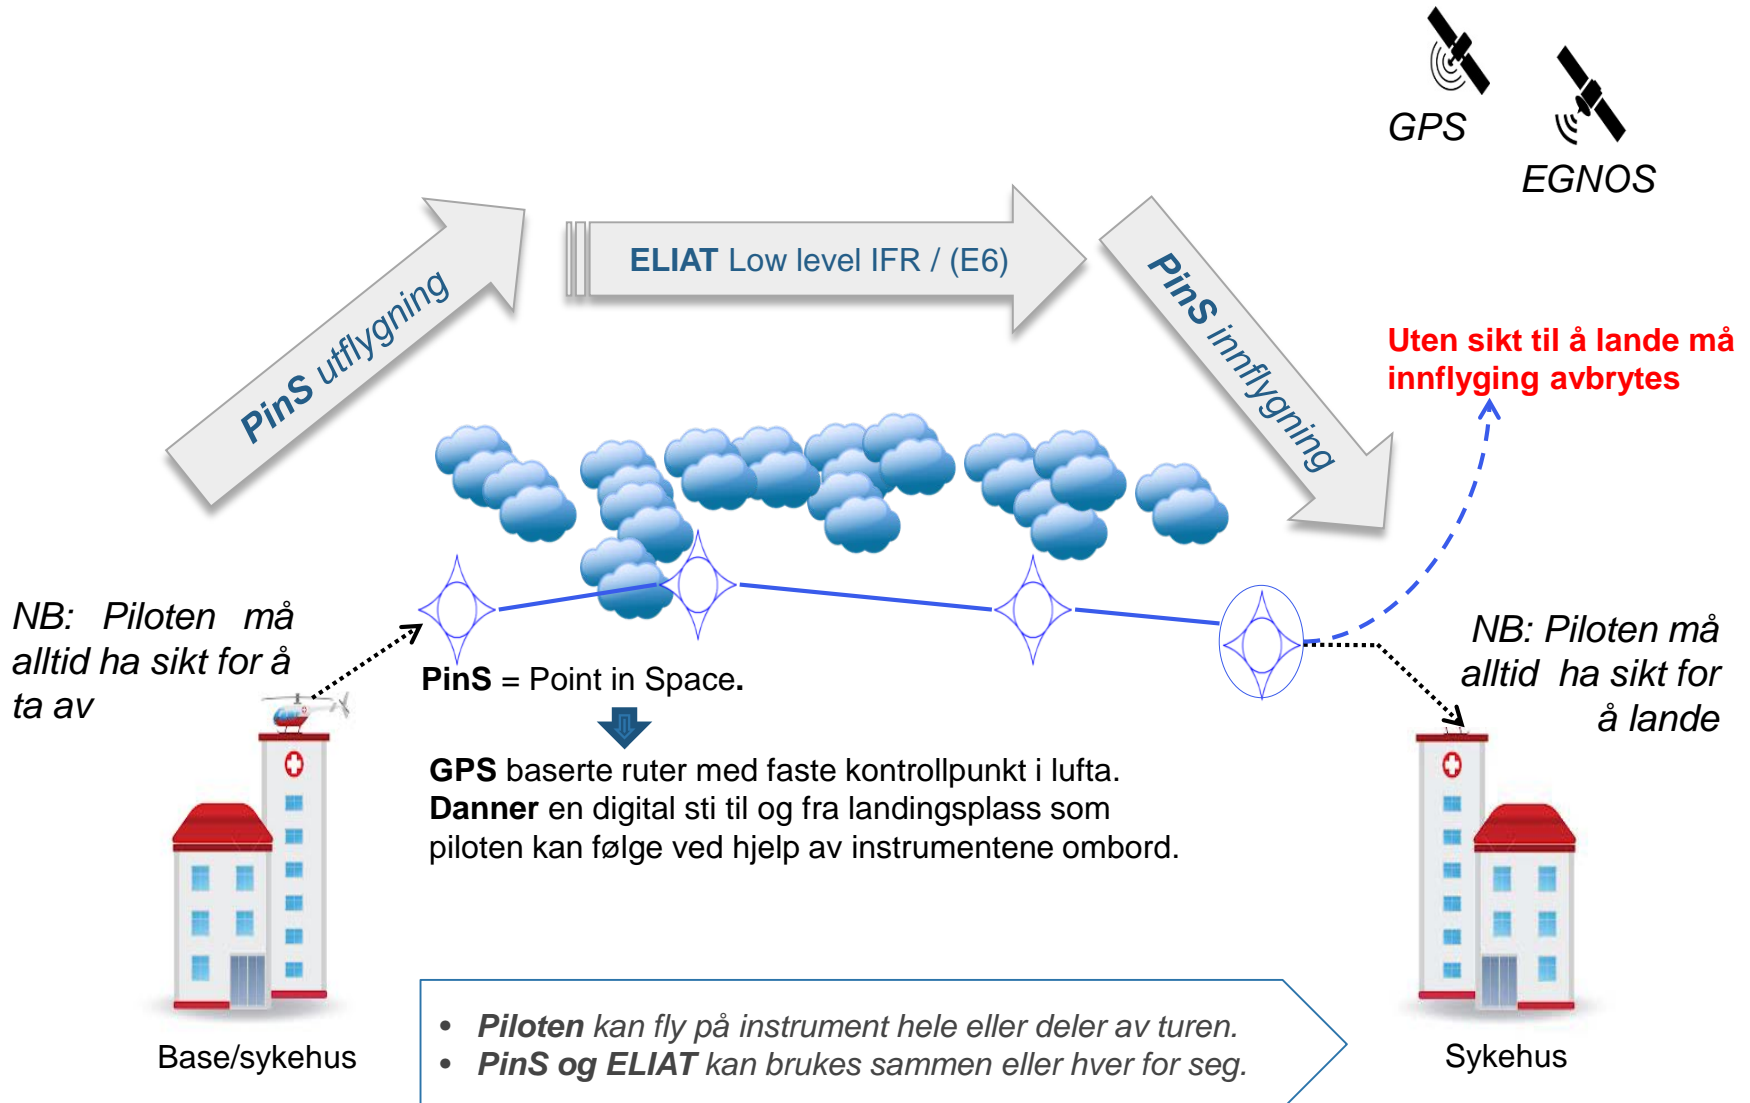 GPS
EGNOS
PinS utflygning
ELIAT Low level IFR / (E6)
PinS innflygning
Uten sikt til å lande må
innflyging avbrytes
NB: Piloten må
alltid ha sikt for å
ta av
NB: Piloten må
alltid ha sikt for
å lande
PinS = Point in Space.
GPS baserte ruter med faste kontrollpunkt i lufta.
Danner en digital sti til og fra landingsplass som
piloten kan følge ved hjelp av instrumentene ombord.
• Piloten kan fly på instrument hele eller deler av turen.
• PinS og ELIAT kan brukes sammen eller hver for seg.
Base/sykehus
Sykehus